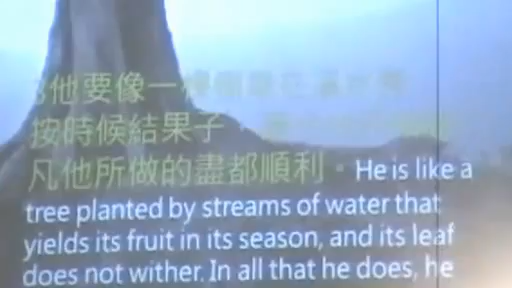 3他要像一棵
按時候結果子,
凡他所做的盡都順利。He is like a
tree planted by streams of water that
yields its fruit in its season, and its leaf
does not wither. In all that he does, he